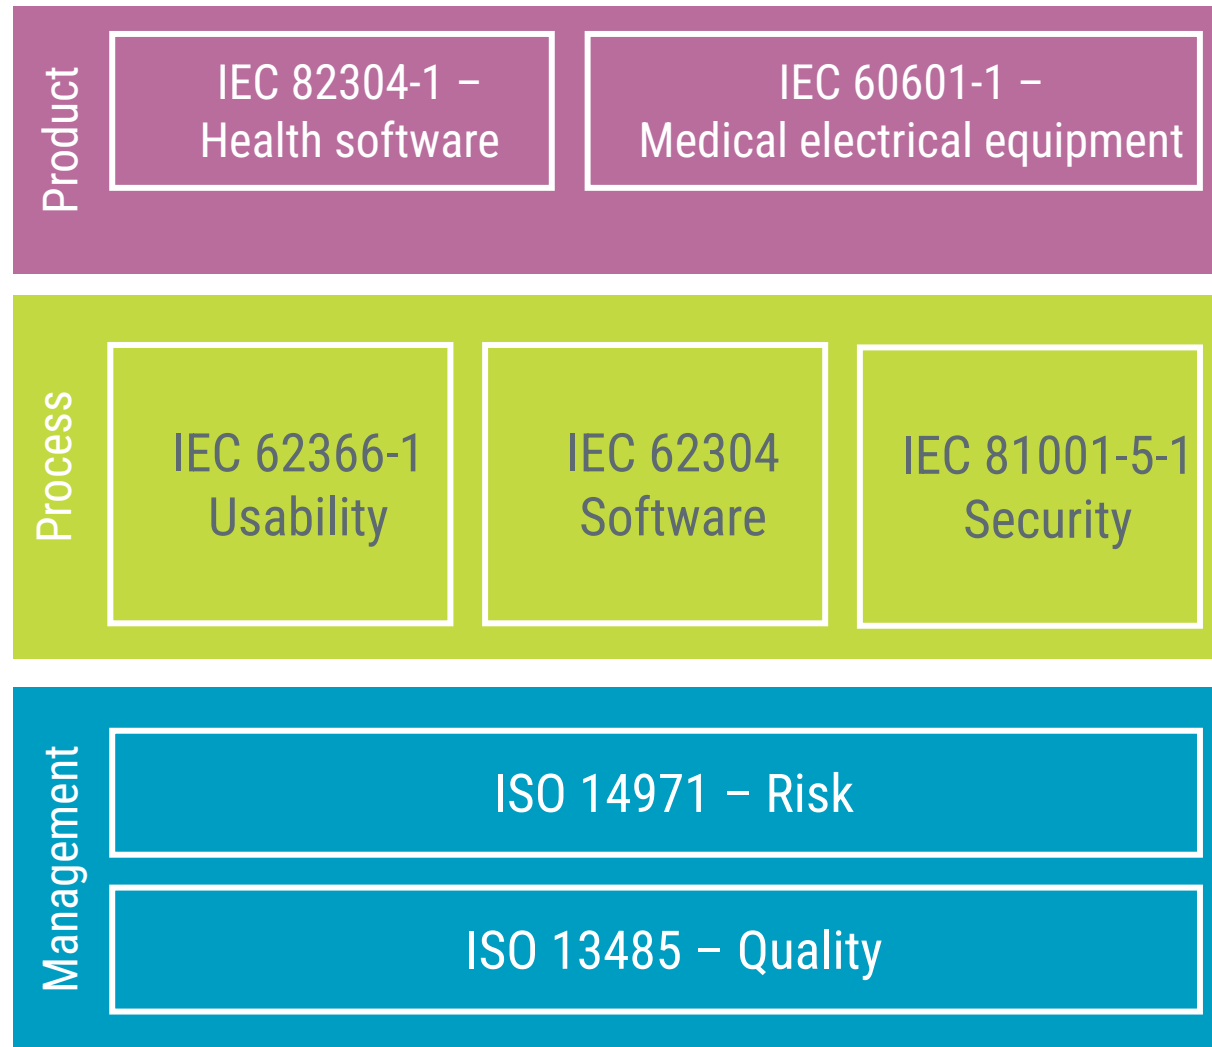 Product
IEC 82304-1 –
Health software
IEC 60601-1 –
Medical electrical equipment
Process
IEC 62366-1
Usability
IEC 62304
Software
IEC 81001-5-1
Security
Management
ISO 14971 – Risk
ISO 13485 – Quality